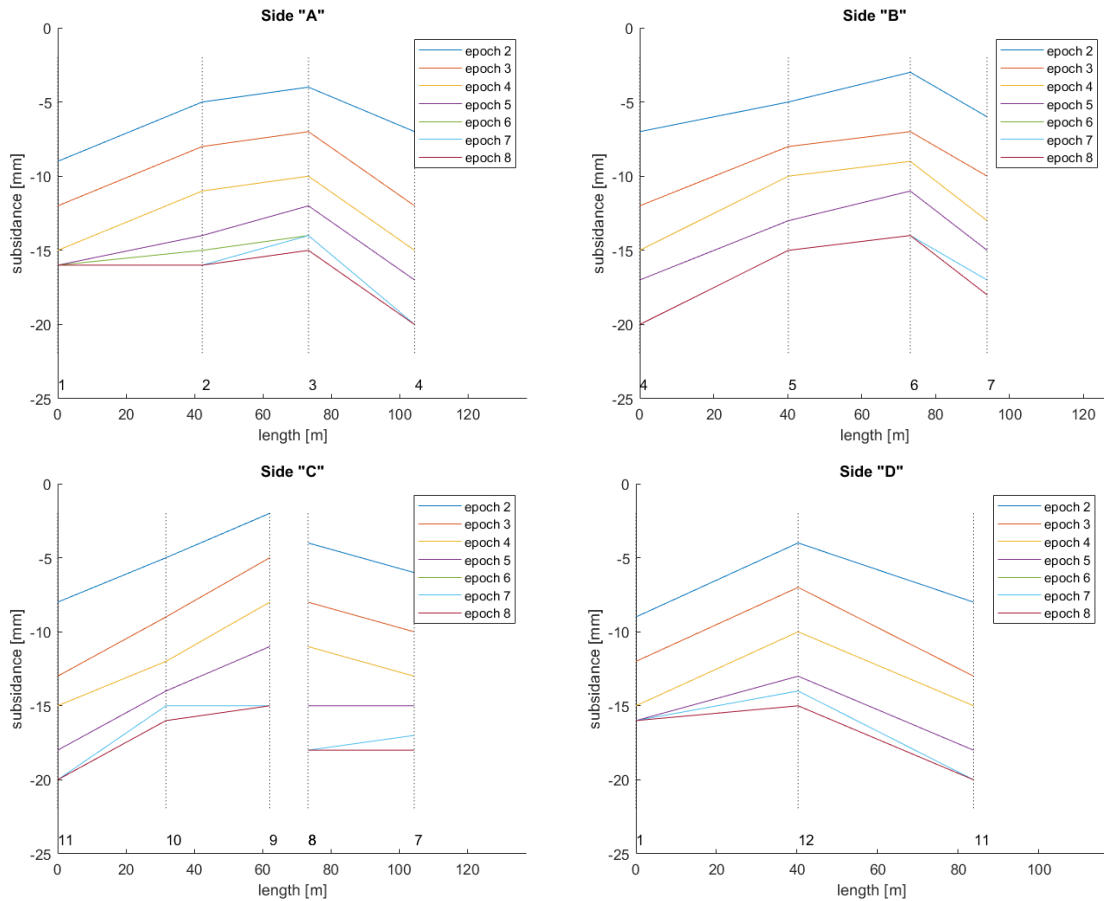 Side "A"
0
-5
-10
-15
-20
-25
subsidance [mm]
epoch 2
epoch 3
epoch 4
epoch 5
epoch 6
epoch 7
epoch 8
1 2 3 4
0 20 40 60 80 100 120
length [m]
Side "B"
0
-5
-10
-15
-20
-25
subsidance [mm]
epoch 2
epoch 3
epoch 4
epoch 5
epoch 6
epoch 7
epoch 8
4 5 6 7
0 20 40 60 80 100 120
length [m]
Side "C"
0
-5
-10
-15
-20
-25
subsidance [mm]
epoch 2
epoch 3
epoch 4
epoch 5
epoch 6
epoch 7
epoch 8
11 10 9 8 7
0 20 40 60 80 100 120
length [m]
Side "D"
0
-5
-10
-15
-20
-25
subsidance [mm]
epoch 2
epoch 3
epoch 4
epoch 5
epoch 6
epoch 7
epoch 8
1 12 11
0 20 40 60 80 100
length [m]